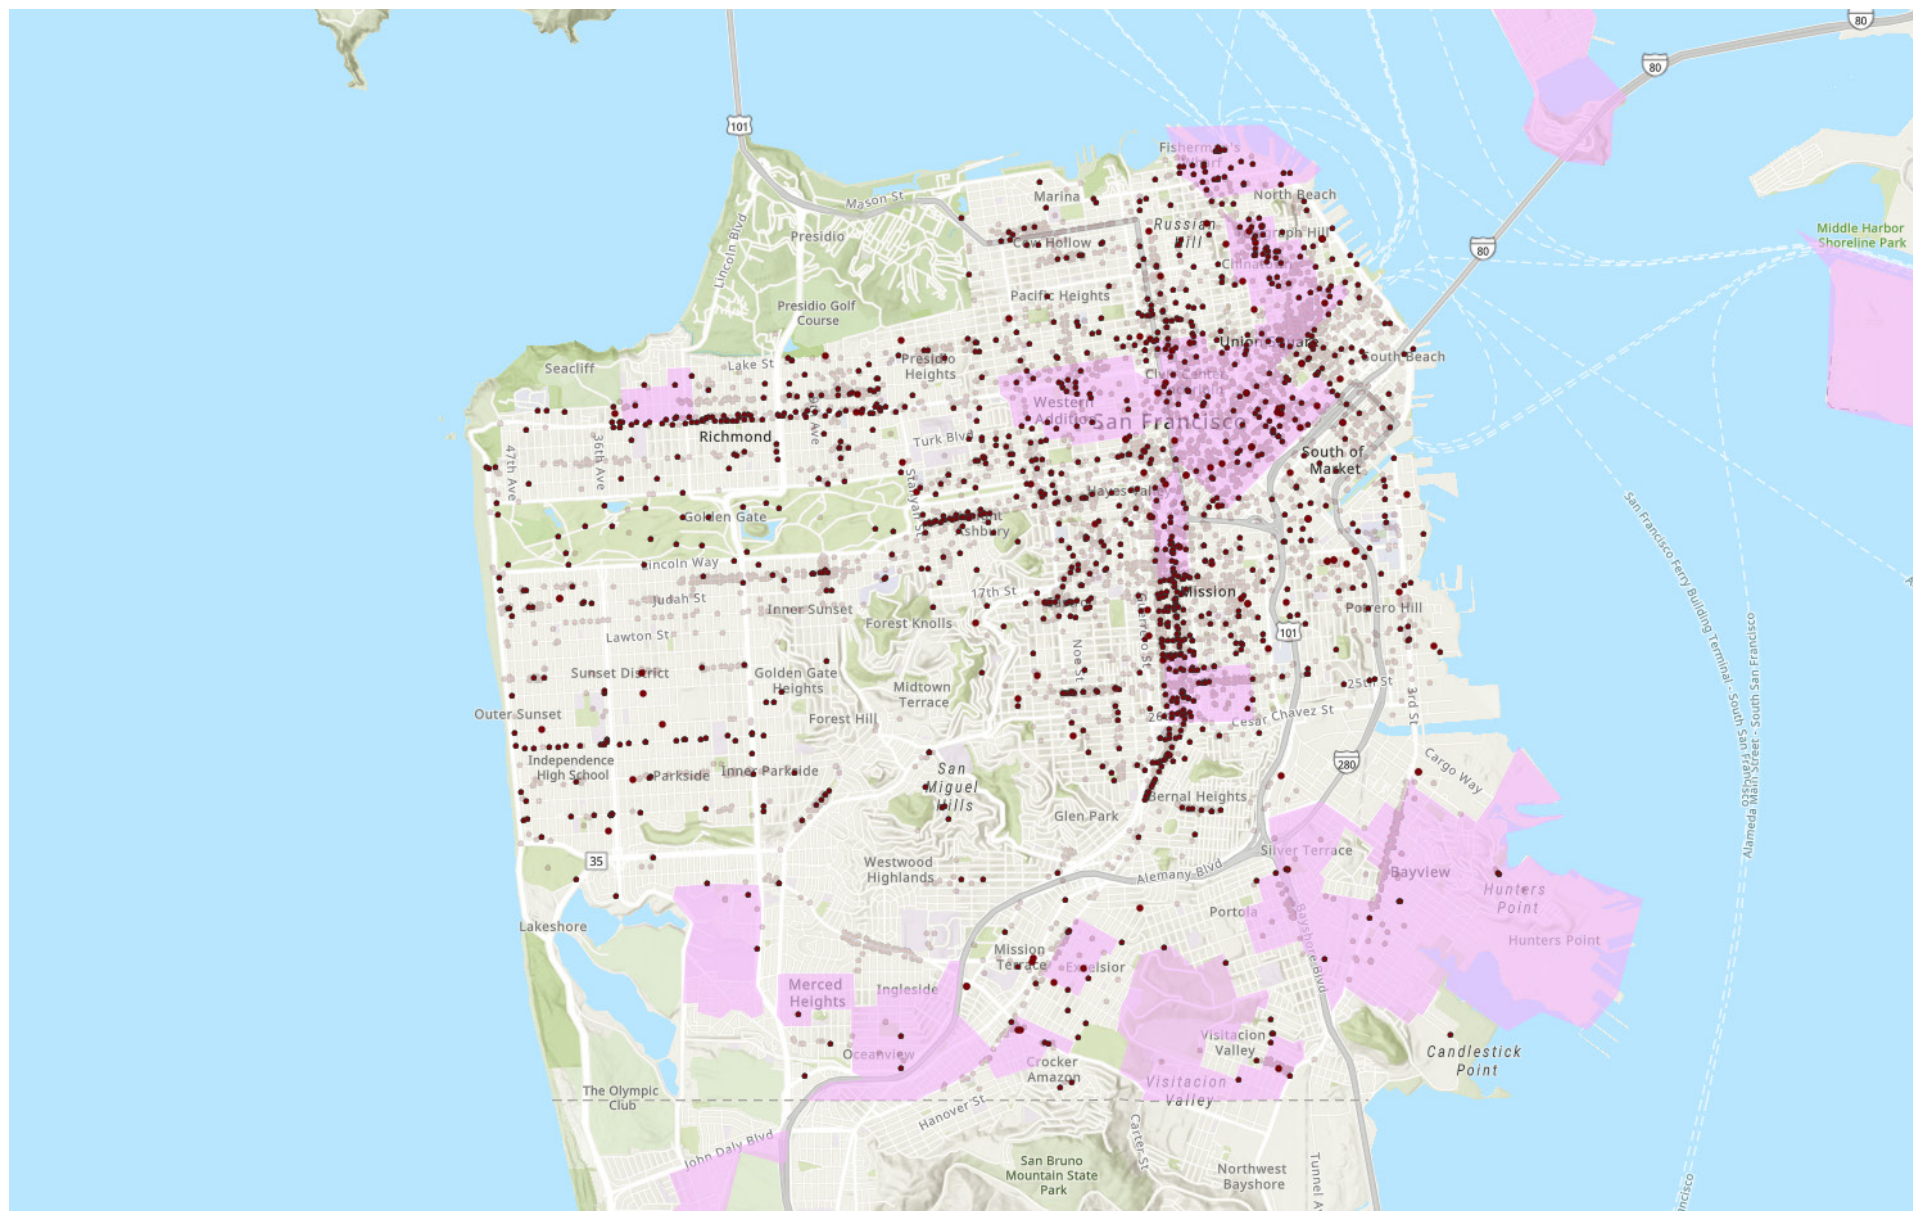 80
80
80
101
Fisherman's
Wharf
Marina
North Beach
Mason St
Russian
Hill
Lincoln Blvd
Presidio
Cow Hollow
Middle Harbor
Shoreline Park
80
Pacific Heights
Presidio Golf
Course
Union Square
South Beach
Seacliff
Lake St
Presidio
Heights
Western
Addition
San Francisco
Richmond
Turk Blvd
47th Ave
36th Ave
South of
Market
Stanyan St
Hayes Valley
Golden Gate
Ashbury
Lincoln Way
17th St
Mission
Judah St
Inner Sunset
Potrero Hill
Forest Knolls
Guerrero St
101
Lawton St
Noe St
Sunset District
Golden Gate
Heights
Midtown
Terrace
25th St
3rd St
Outer Sunset
Forest Hill
Cesar Chavez St
San Francisco Ferry Building Terminal - South San Francisco
Alameda Main Street - South San Francisco
Independence
High School
Parkside
Inner Parkside
San
Miguel
Hills
280
Cargo Way
Bernal Heights
Glen Park
35
Westwood
Highlands
Alemany Blvd
Silver Terrace
Bayview
Hunters
Point
Lakeshore
Portola
Bayshore Blvd
Hunters Point
Mission
Terrace
Excelsior
Merced
Heights
Ingleside
Oceanview
Crocker
Amazon
Visitacion
Valley
Candlestick
Point
Visitacion
Valley
The Olympic
Club
Hanover St
John Daly Blvd
Carter St
San Bruno
Mountain State
Park
Northwest
Bayshore